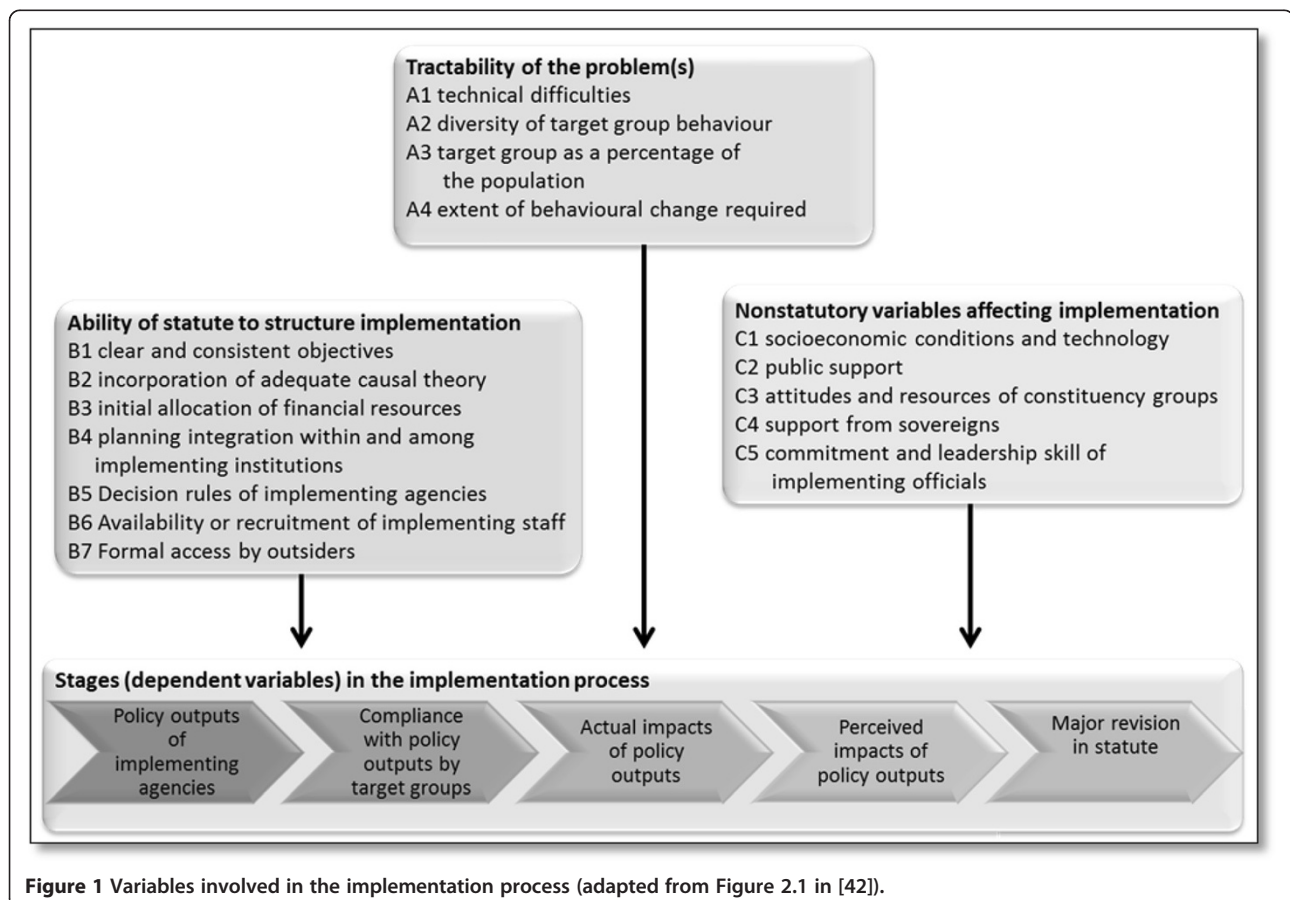 Tractability of the problem(s)
A1 technical difficulties
A2 diversity of target group behaviour
A3 target group as a percentage of
the population
A4 extent of behavioural change required
Ability of statute to structure implementation
B1 clear and consistent objectives
B2 incorporation of adequate causal theory
B3 initial allocation of financial resources
B4 planning integration within and among
implementing institutions
B5 Decision rules of implementing agencies
B6 Availability or recruitment of implementing staff
B7 Formal access by outsiders
Nonstatutory variables affecting implementation
C1 socioeconomic conditions and technology
C2 public support
C3 attitudes and resources of constituency groups
C4 support from sovereigns
C5 commitment and leadership skill of
implementing officials
Stages (dependent variables) in the implementation process
Policy outputs
of
implementing
agencies
Compliance
with policy
outputs by
target groups
Actual impacts
of policy
outputs
Perceived
impacts of
policy outputs
Major revision
in statute
Figure 1 Variables involved in the implementation process (adapted from Figure 2.1 in [42]).